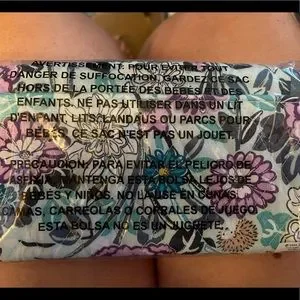 AVERTISSEMENT: POUR ÉVITER TOUT
DANGER DE SUFFOCATION, GARDEZ CE SAC
HORS DE LA PORTÉE DES BÉBÉS ET DES
ENFANTS. NE PAS UTILISER DANS UN LIT
D'ENFANT, LITS, LANDAUS OU PARCS POUR
BÉBÉS. CE SAC N'EST PAS UN JOUET.
PRECAUCION: PARA EVITAR EL PELIGRO DE
ASFIXIA, MANTENGA ESTA BOLSA LEJOS DE
BEBÉS Y NIÑOS. NO LA USE EN CUNAS,
CAMAS, CARREOLAS O CORRALES DE JUEGO.
ESTA BOLSA NO ES UN JUGUETE.